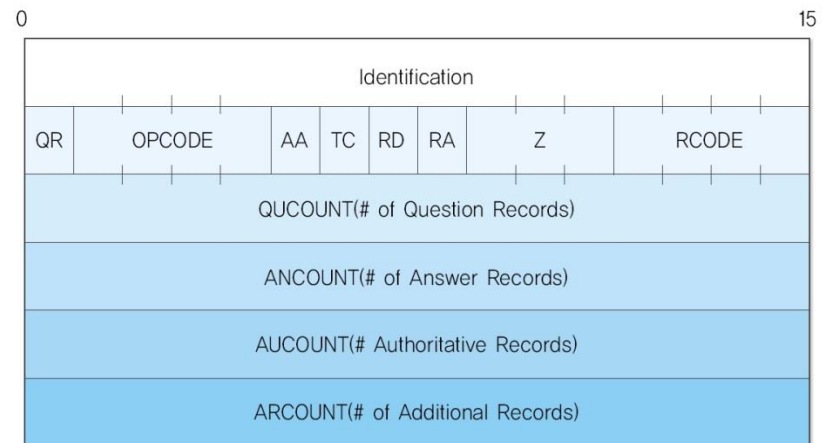 0 15
Identification
QR OPCODE AA TC RD RA Z RCODE
QUCOUNT(# of Question Records)
ANCOUNT(# of Answer Records)
AUCOUNT(# Authoritative Records)
ARCOUNT(# of Additional Records)